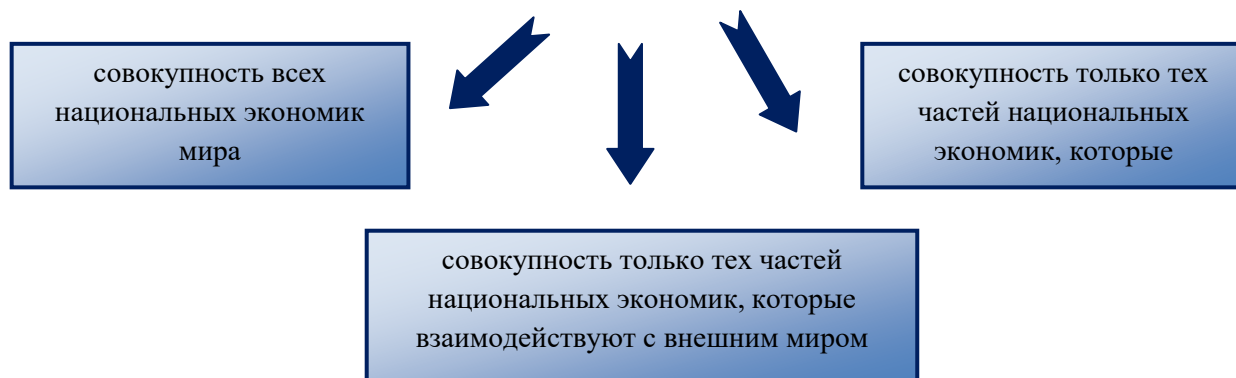 совокупность всех
национальных экономик
мира
совокупность только тех
частей национальных
экономик, которые
совокупность только тех частей
национальных экономик, которые
взаимодействуют с внешним миром